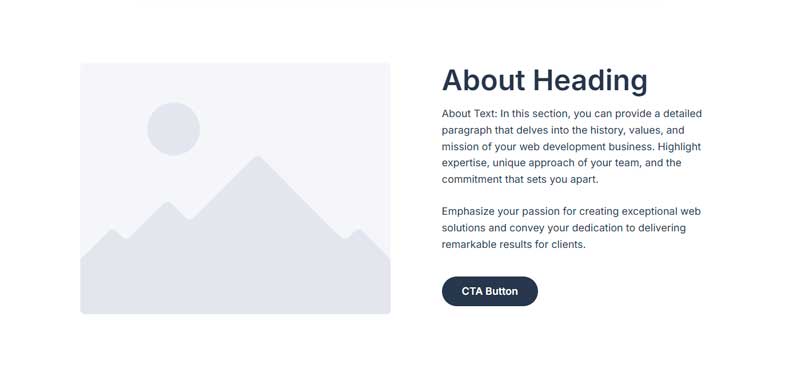 About Heading
About Text: In this section, you can provide a detailed
paragraph that delves into the history, values, and
mission of your web development business. Highlight
expertise, unique approach of your team, and the
commitment that sets you apart.
Emphasize your passion for creating exceptional web
solutions and convey your dedication to delivering
remarkable results for clients.
CTA Button